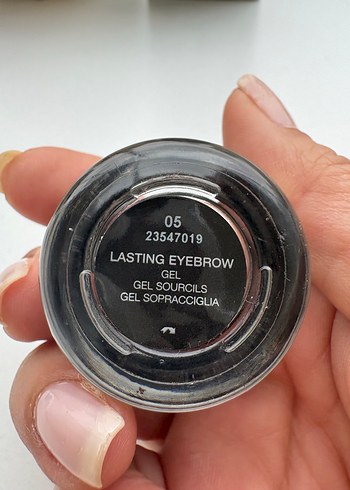 05
23547019
LASTING EYEBROW
GEL
GEL SOURCILS
GEL SOPRACCIGLIA